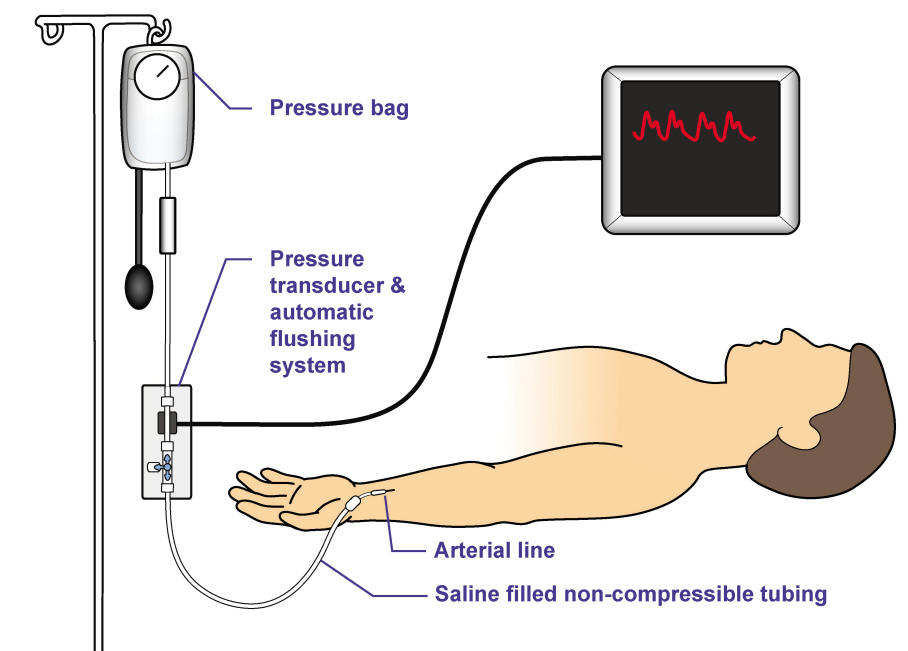 Pressure bag
Pressure
transducer &
automatic
flushing
system
Arterial line
Saline filled non-compressible tubing